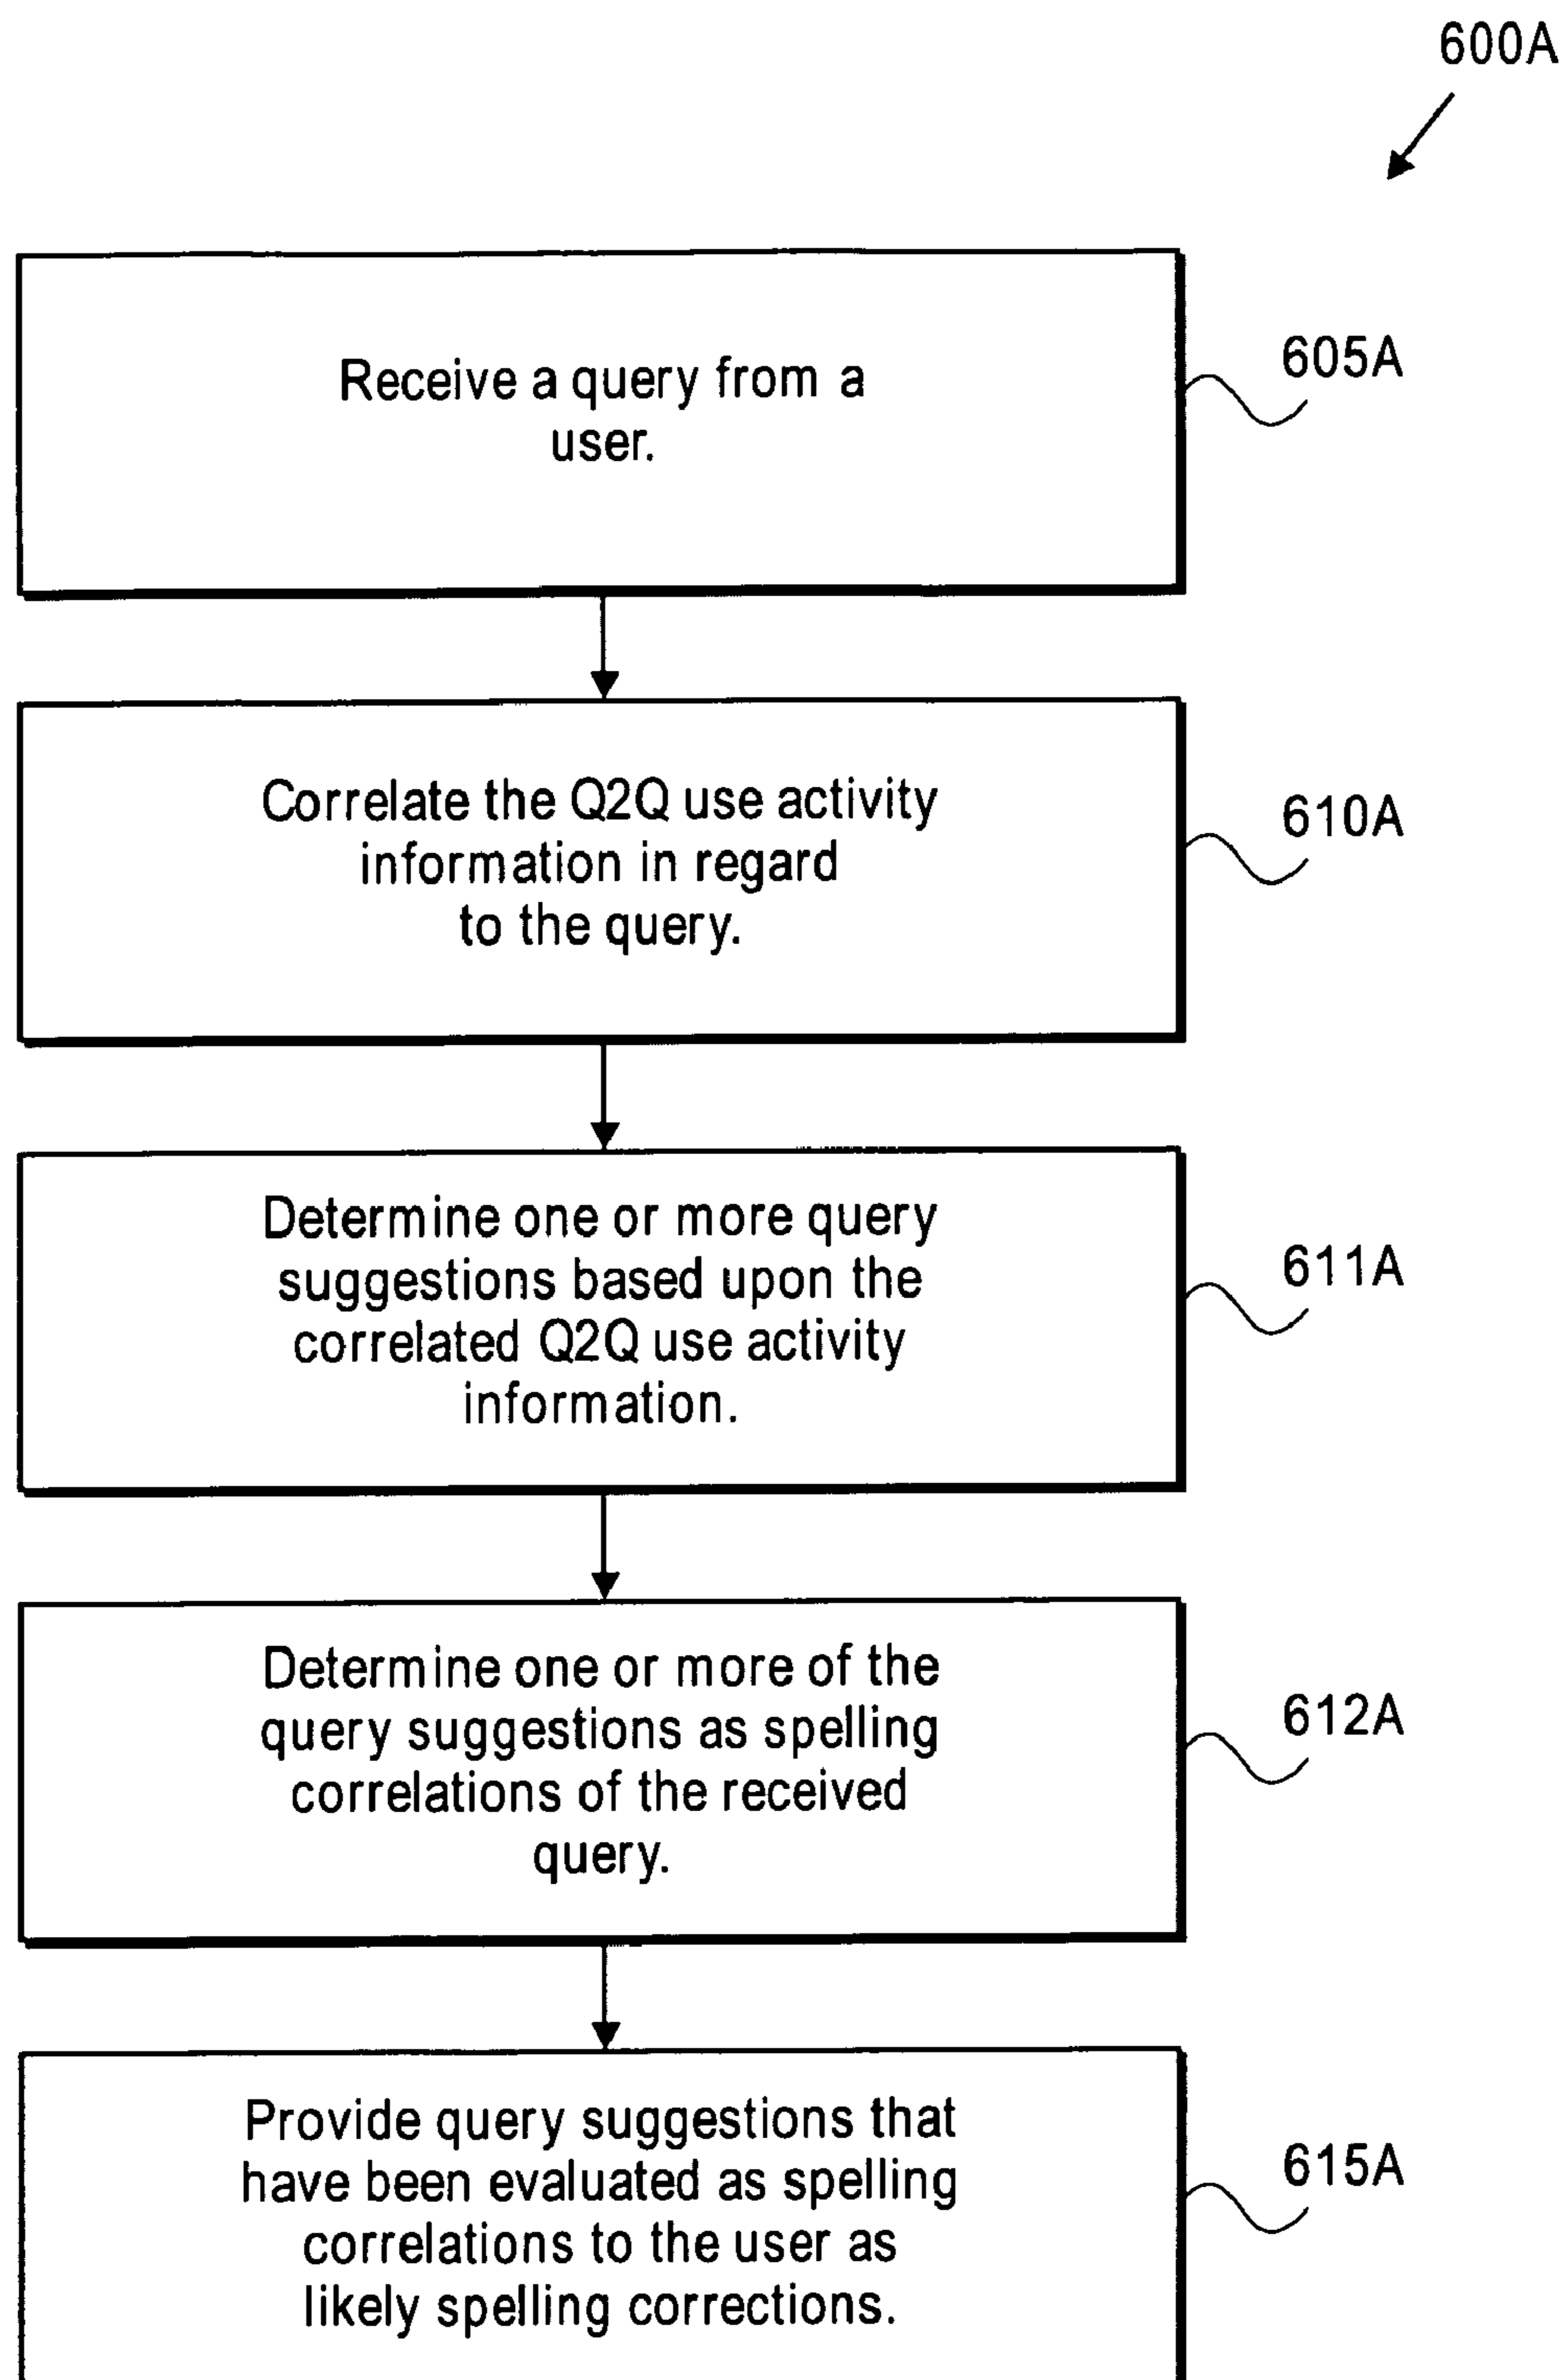 600A
Receive a query from a
user.
605A
Correlate the Q2Q use activity
information in regard
to the query.
610A
Determine one or more query
suggestions based upon the
correlated Q2Q use activity
information.
611A
Determine one or more of the
query suggestions as spelling
correlations of the received
query.
612A
Provide query suggestions that
have been evaluated as spelling
correlations to the user as
likely spelling corrections.
615A